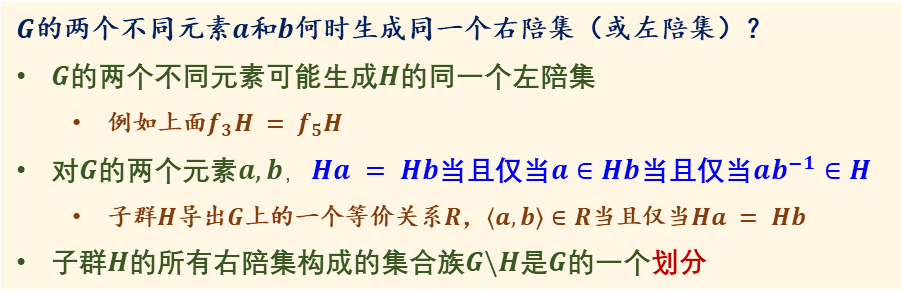 G的两个不同元素a和b何时生成同一个右陪集（或左陪集）？
• G的两个不同元素可能生成H的同一个左陪集
• 例如上面f₃H = f₅H
• 对G的两个元素a, b，Ha = Hb当且仅当a ∈ Hb当且仅当ab⁻¹ ∈ H
• 子群H导出G上的一个等价关系R，⟨a, b⟩ ∈ R当且仅当Ha = Hb
• 子群H的所有右陪集构成的集合族G\H是G的一个划分